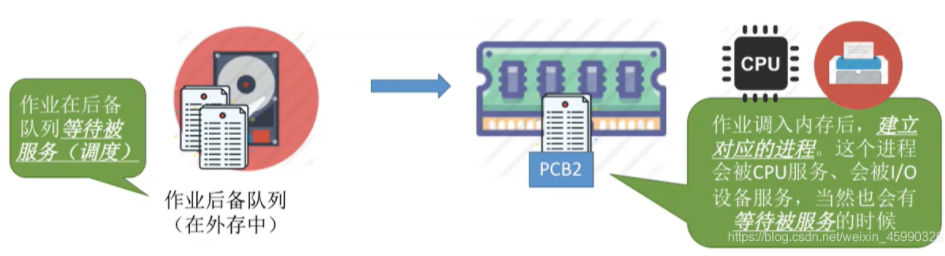 作业在后备
队列等待被
服务（调度）
作业后备队列
（在外存中）
PCB2
CPU
作业调入内存后，建立
对应的进程。这个进程
会被CPU服务、会被I/O
设备服务，当然也会有
等待被服务的时候
https://blog.csdn.net/weixin_45990326